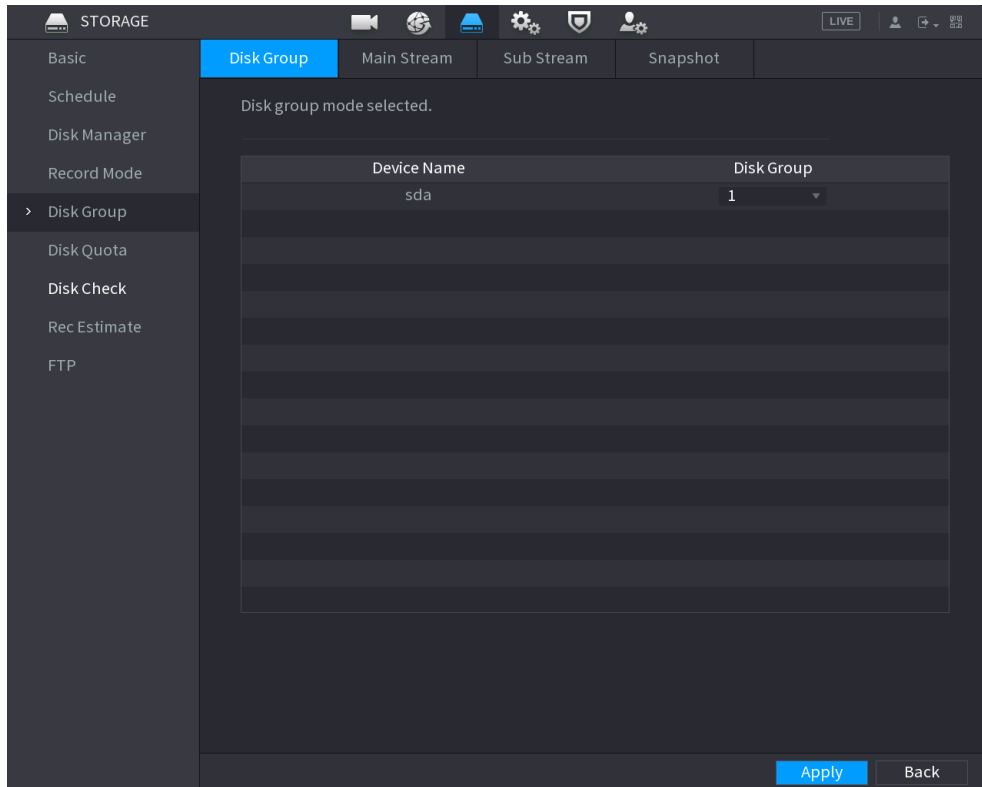 STORAGE
LIVE
Basic
Schedule
Disk Manager
Record Mode
Disk Group
Disk Quota
Disk Check
Rec Estimate
FTP
Disk Group Main Stream Sub Stream Snapshot
Disk group mode selected.
Device Name Disk Group
sda 1
Apply Back